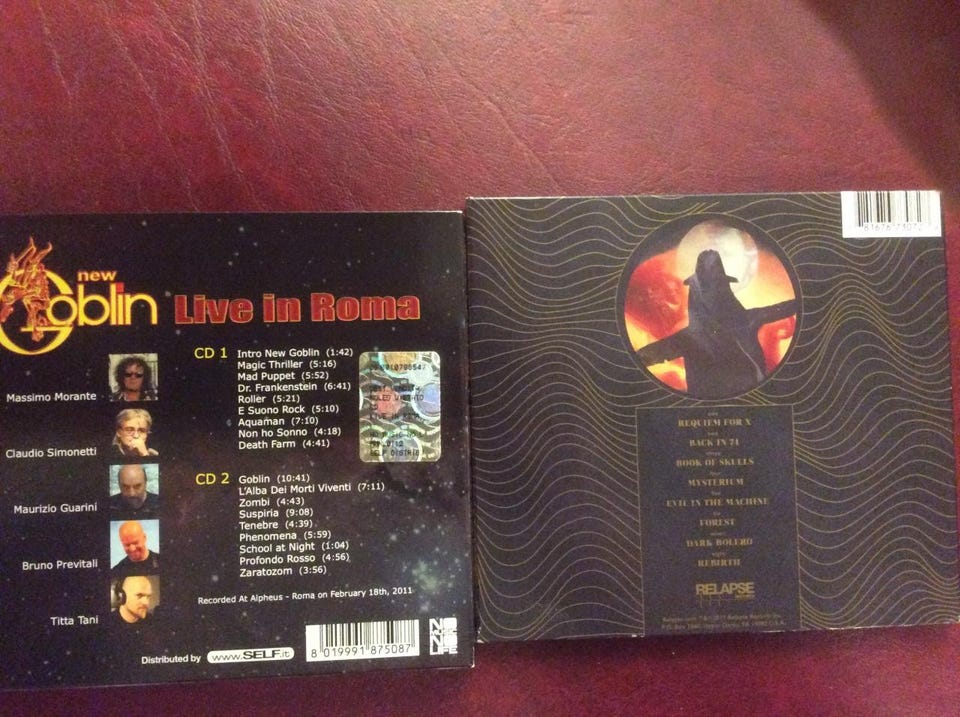 new
Goblin
Live in Roma
Massimo Morante
Claudio Simonetti
Maurizio Guarini
Bruno Previtali
Titta Tani
CD 1
Intro New Goblin (1:42)
Magic Thriller (5:16)
Mad Puppet (5:52)
Dr. Frankenstein (6:41)
Roller (5:21)
E Suono Rock (5:10)
Aquaman (7:10)
Non ho Sonno (4:18)
Death Farm (4:41)
CD 2
Goblin (10:41)
L'Alba Dei Morti Viventi (7:11)
Zombi (4:43)
Suspiria (9:08)
Tenebre (4:39)
Phenomena (5:59)
School at Night (1:04)
Profondo Rosso (4:56)
Zaratozom (3:56)
Recorded At Alpheus - Roma on February 18th, 2011
Distributed by www.SELF.it
8 019991 875087
REQUIEM FOR X
BACK IN 74
BOOK OF SKULLS
MYSTERIUM
EVIL IN THE MACHINE
FOREST
DARK BOLERO
REBIRTH
RELAPSE